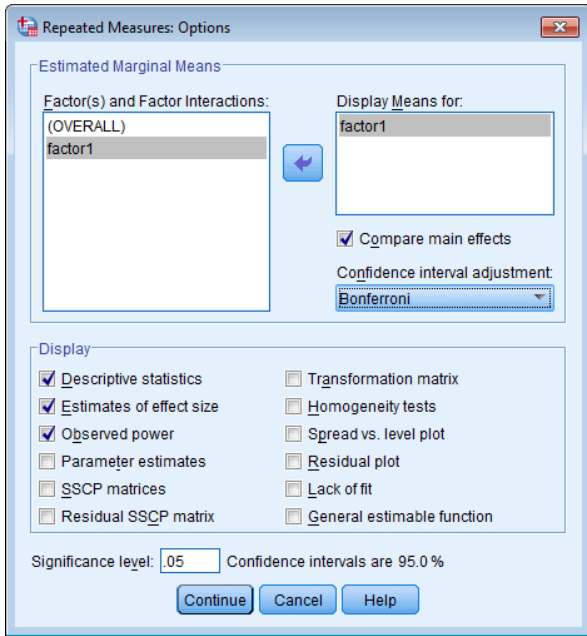 Repeated Measures: Options
Estimated Marginal Means
Factor(s) and Factor Interactions:
(OVERALL)
factor1
Display Means for:
factor1
Compare main effects
Confidence interval adjustment:
Bonferroni
Display
Descriptive statistics
Transformation matrix
Estimates of effect size
Homogeneity tests
Observed power
Spread vs. level plot
Parameter estimates
Residual plot
SSCP matrices
Lack of fit
Residual SSCP matrix
General estimable function
Significance level: .05 Confidence intervals are 95.0 %
Continue Cancel Help